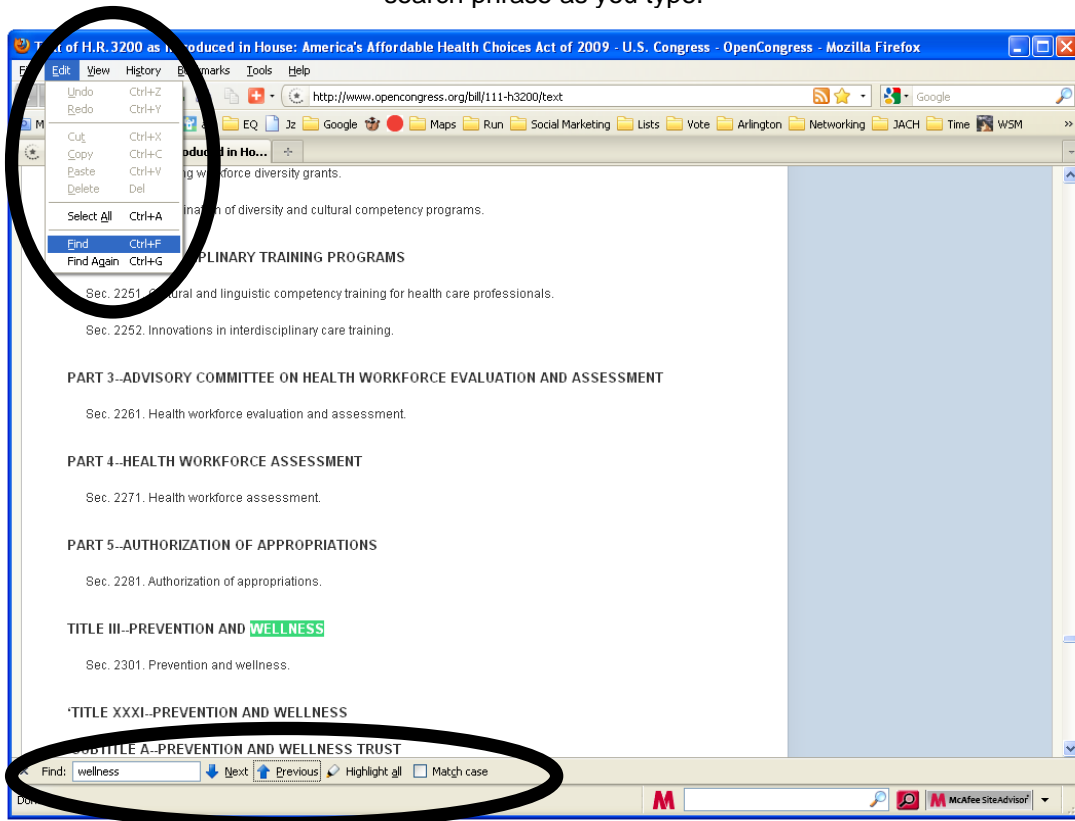 search phrase as you type.
of H.R.3200 as Introduced in House: America's Affordable Health Choices Act of 2009 - U.S. Congress - OpenCongress - Mozilla Firefox
Edit View History Bookmarks Tools Help
Undo Ctrl+Z
Redo Ctrl+Y
Cut Ctrl+X
Copy Ctrl+C
Paste Ctrl+V
Delete Del
Select All Ctrl+A
Find Ctrl+F
Find Again Ctrl+G
http://www.opencongress.org/bill/111-h3200/text
Google
EQ Jz Google Maps Run Social Marketing Lists Vote Arlington Networking JACH Time WSM »
oduced in Ho...
ng workforce diversity grants.
ination of diversity and cultural competency programs.
PLINARY TRAINING PROGRAMS
Sec. 2251. Cultural and linguistic competency training for health care professionals.
Sec. 2252. Innovations in interdisciplinary care training.
PART 3--ADVISORY COMMITTEE ON HEALTH WORKFORCE EVALUATION AND ASSESSMENT
Sec. 2261. Health workforce evaluation and assessment.
PART 4--HEALTH WORKFORCE ASSESSMENT
Sec. 2271. Health workforce assessment.
PART 5--AUTHORIZATION OF APPROPRIATIONS
Sec. 2281. Authorization of appropriations.
TITLE III--PREVENTION AND WELLNESS
Sec. 2301. Prevention and wellness.
‘TITLE XXXI--PREVENTION AND WELLNESS
SUBTITLE A--PREVENTION AND WELLNESS TRUST
Find: wellness Next Previous Highlight all Match case
M McAfee SiteAdvisor